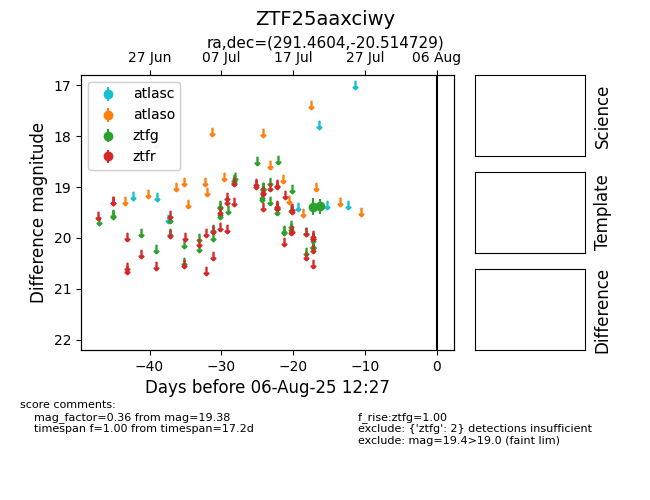 ZTF25aaxciwy
ra,dec=(291.4604,-20.514729)
27 Jun 07 Jul 17 Jul 27 Jul 06 Aug
17
18
19
20
21
22
Difference magnitude
atlasc
atlaso
ztfg
ztfr
−40 −30 −20 −10 0
Days before 06-Aug-25 12:27
Science
Template
Difference
score comments:
mag_factor=0.36 from mag=19.38
timespan f=1.00 from timespan=17.2d
f_rise:ztfg=1.00
exclude: {'ztfg': 2} detections insufficient
exclude: mag=19.4>19.0 (faint lim)